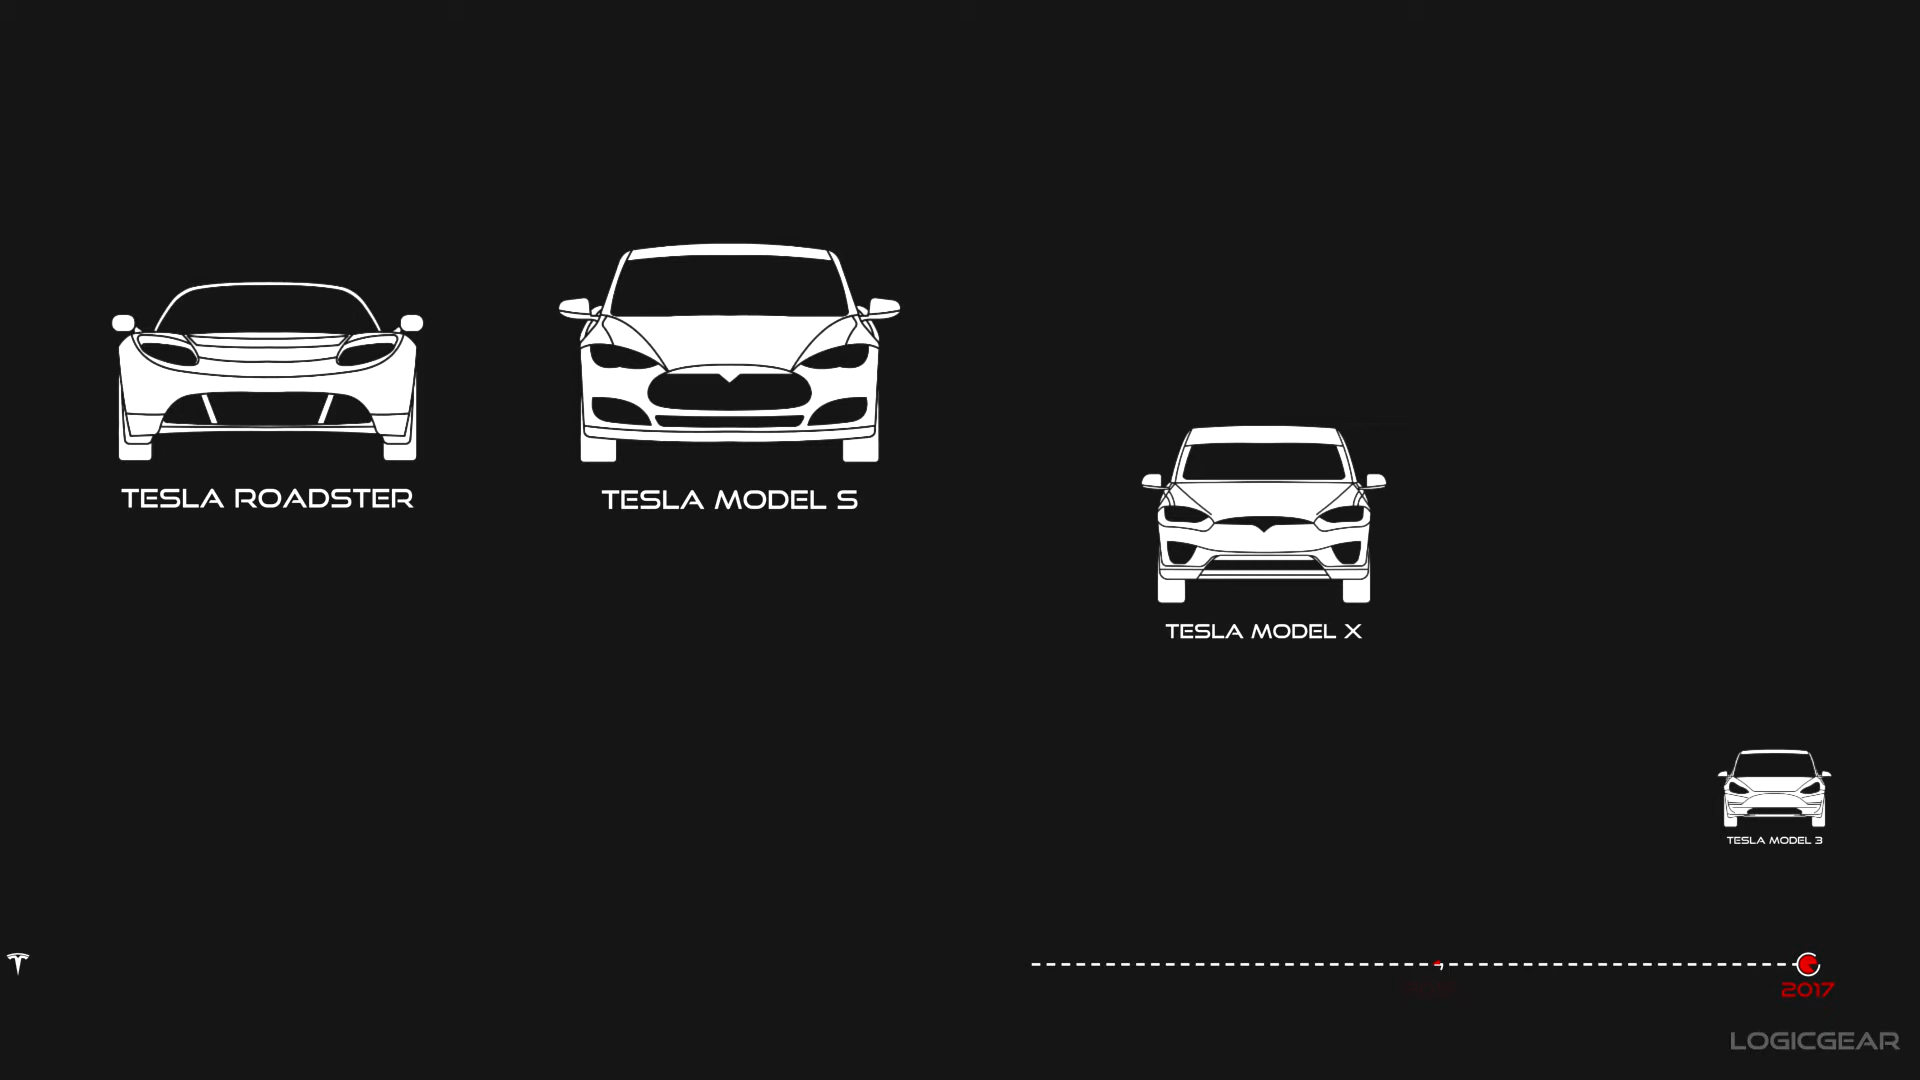 TESLA ROADSTER
TESLA MODEL S
TESLA MODEL X
TESLA MODEL 3
2017
LOGICGEAR